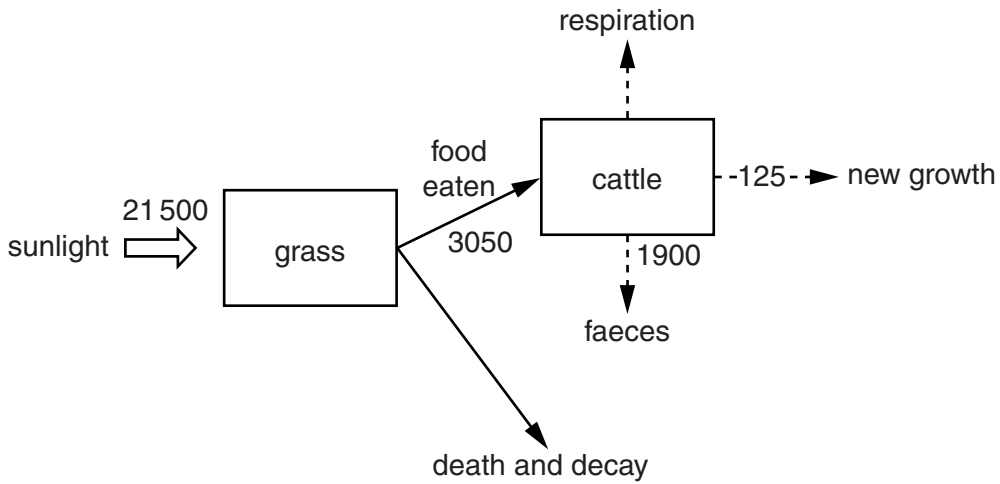 respiration
food
eaten
cattle
125
new growth
21 500
sunlight
grass
3050
1900
faeces
death and decay